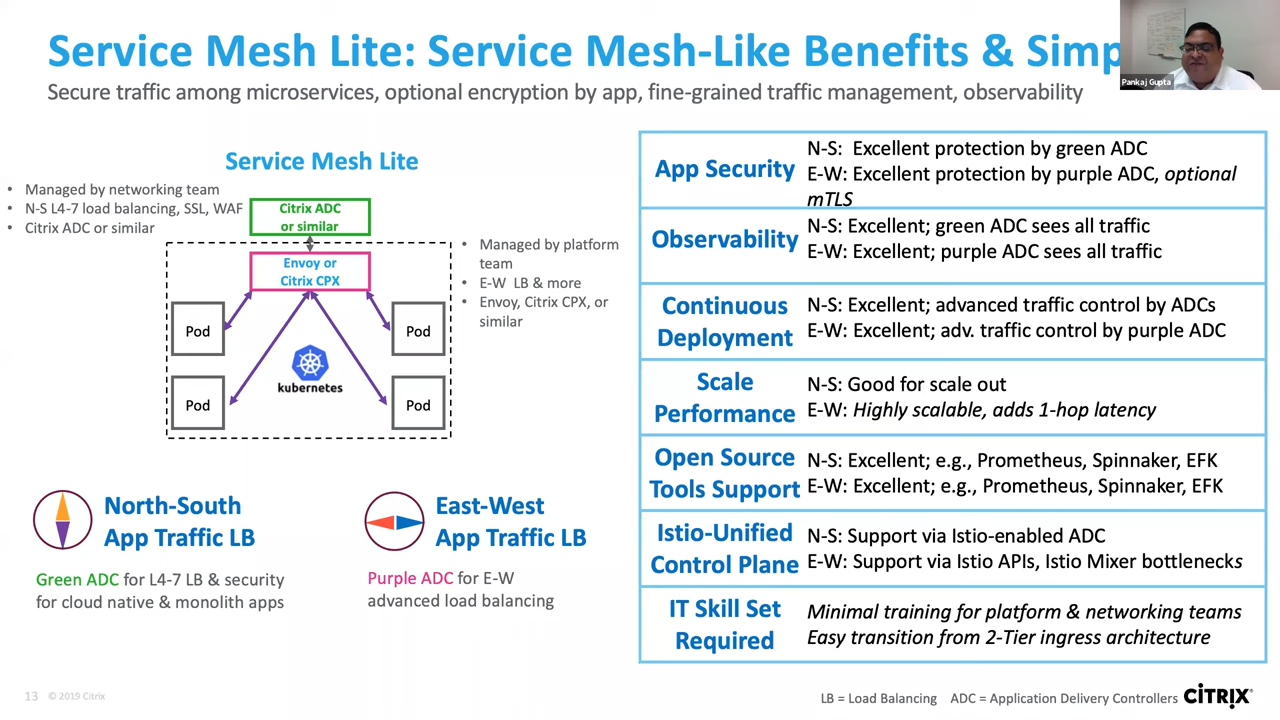 Service Mesh Lite: Service Mesh-Like Benefits & Simp
Secure traffic among microservices, optional encryption by app, fine-grained traffic management, observability
Pankaj Gupta
Service Mesh Lite
• Managed by networking team
• N-S L4-7 load balancing, SSL, WAF
• Citrix ADC or similar
Citrix ADC
or similar
Envoy or
Citrix CPX
• Managed by platform
team
• E-W LB & more
• Envoy, Citrix CPX, or
similar
Pod
Pod
kubernetes
Pod
Pod
North-South
App Traffic LB
Green ADC for L4-7 LB & security
for cloud native & monolith apps
East-West
App Traffic LB
Purple ADC for E-W
advanced load balancing
App Security
N-S: Excellent protection by green ADC
E-W: Excellent protection by purple ADC, optional
mTLS
Observability
N-S: Excellent; green ADC sees all traffic
E-W: Excellent; purple ADC sees all traffic
Continuous
Deployment
N-S: Excellent; advanced traffic control by ADCs
E-W: Excellent; adv. traffic control by purple ADC
Scale
Performance
N-S: Good for scale out
E-W: Highly scalable, adds 1-hop latency
Open Source
Tools Support
N-S: Excellent; e.g., Prometheus, Spinnaker, EFK
E-W: Excellent; e.g., Prometheus, Spinnaker, EFK
Istio-Unified
Control Plane
N-S: Support via Istio-enabled ADC
E-W: Support via Istio APIs, Istio Mixer bottlenecks
IT Skill Set
Required
Minimal training for platform & networking teams
Easy transition from 2-Tier ingress architecture
13 © 2019 Citrix
LB = Load Balancing ADC = Application Delivery Controllers
CITRIX